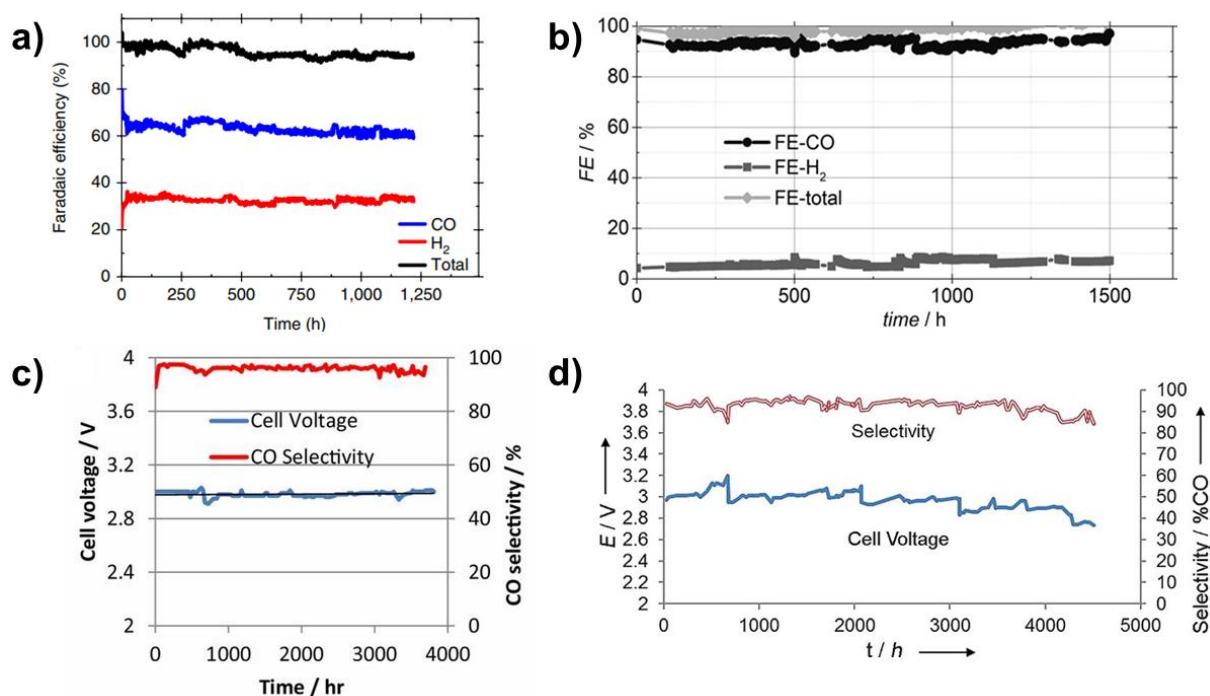 a)
Faradaic efficiency (%)
100
80
60
40
20
0
CO
H₂
Total
0 250 500 750 1,000 1,250
Time (h)
b)
FE / %
100
80
60
40
20
0
FE-CO
FE-H₂
FE-total
0 500 1000 1500
time / h
c)
Cell voltage / V
4
3.6
3.2
2.8
2.4
2
Cell Voltage
CO Selectivity
100
80
60
40
20
0
CO selectivity / %
0 1000 2000 3000 4000
Time / hr
d)
E / V
4
3.8
3.6
3.4
3.2
3
2.8
2.6
2.4
2.2
2
Selectivity
Cell Voltage
100
90
80
70
60
50
40
30
20
10
0
Selectivity / %CO
0 1000 2000 3000 4000 5000
t / h